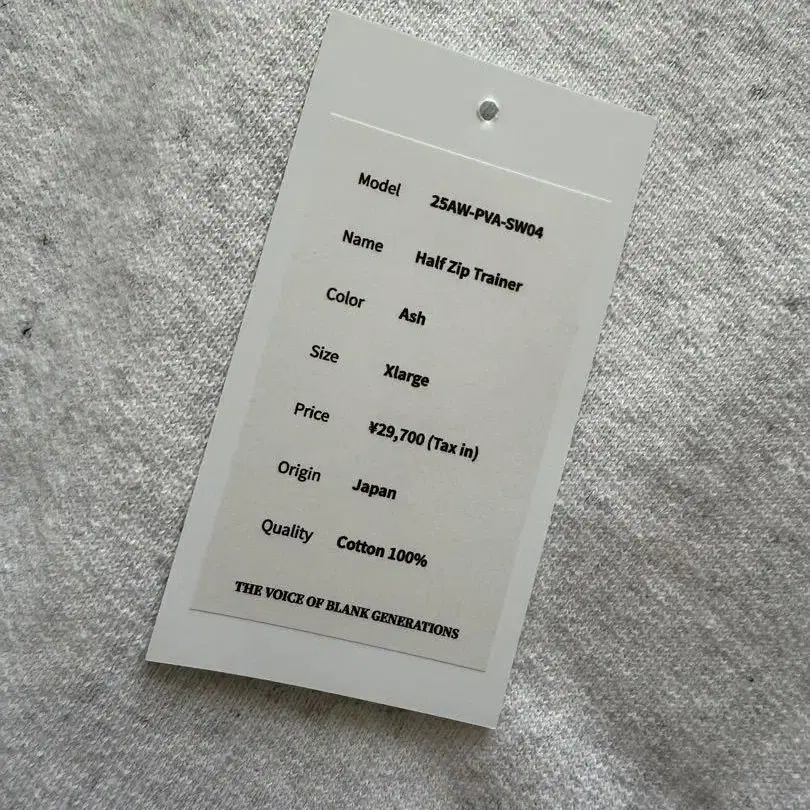 Model 25AW-PVA-SW04
Name Half Zip Trainer
Color Ash
Size Xlarge
Price ¥29,700 (Tax in)
Origin Japan
Quality Cotton 100%
THE VOICE OF BLANK GENERATIONS